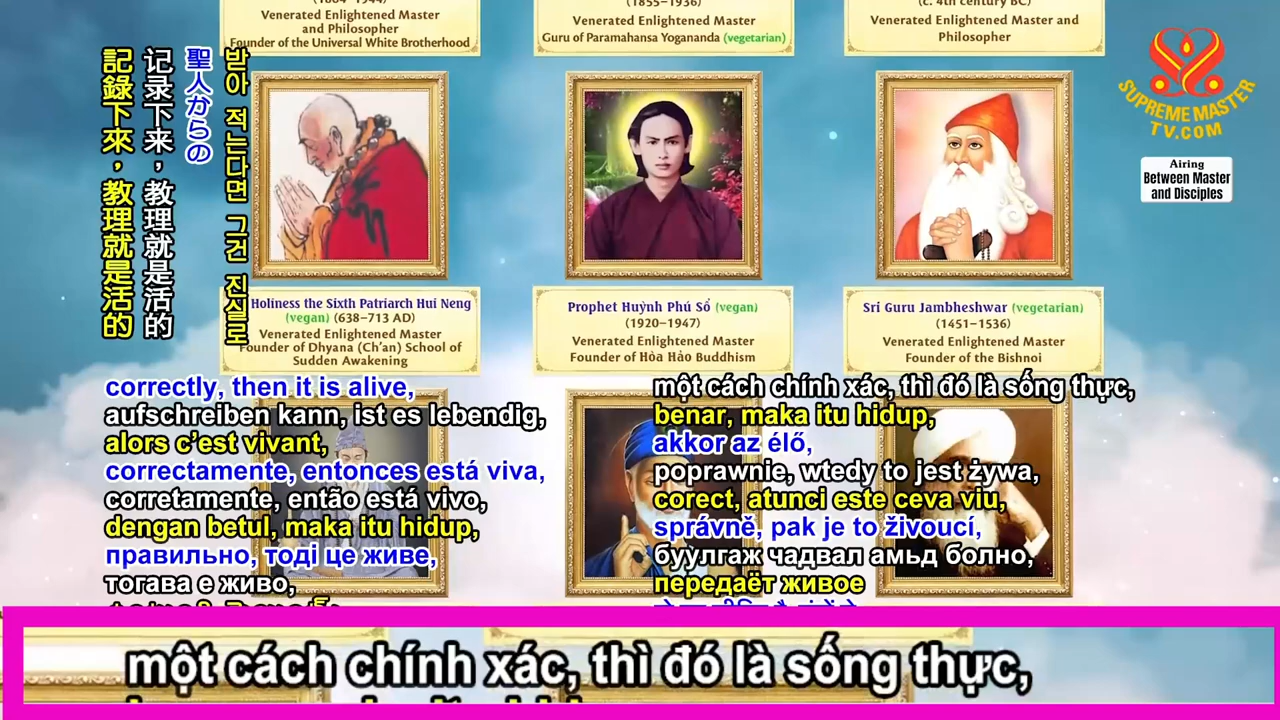 (1864–1944)
Venerated Enlightened Master
and Philosopher
Founder of the Universal White Brotherhood
(1855–1936)
Venerated Enlightened Master
Guru of Paramahansa Yogananda (vegetarian)
(c. 4th century BC)
Venerated Enlightened Master and
Philosopher
SUPREME MASTER
TV.COM
Airing
Between Master
and Disciples
記錄下來，教理就是活的
记录下来，教理就是活的
聖人からの
받아 적는다면 그건 진실로
Holiness the Sixth Patriarch Hui Neng
(vegan) (638–713 AD)
Venerated Enlightened Master
Founder of Dhyana (Ch’an) School of
Sudden Awakening
Prophet Huỳnh Phú Sổ (vegan)
(1920–1947)
Venerated Enlightened Master
Founder of Hòa Hảo Buddhism
Srí Guru Jambheshwar (vegetarian)
(1451–1536)
Venerated Enlightened Master
Founder of the Bishnoi
correctly, then it is alive,
aufschreiben kann, ist es lebendig,
alors c’est vivant,
correctamente, entonces está viva,
corretamente, então está vivo,
dengan betul, maka itu hidup,
правильно, тоді це живе,
тогава е живо,
một cách chính xác, thì đó là sống thực,
benar, maka itu hidup,
akkor az élő,
poprawnie, wtedy to jest żywa,
corect, atunci este ceva viu,
správně, pak je to živoucí,
буулгаж чадвал амьд болно,
передаёт живое
một cách chính xác, thì đó là sống thực,